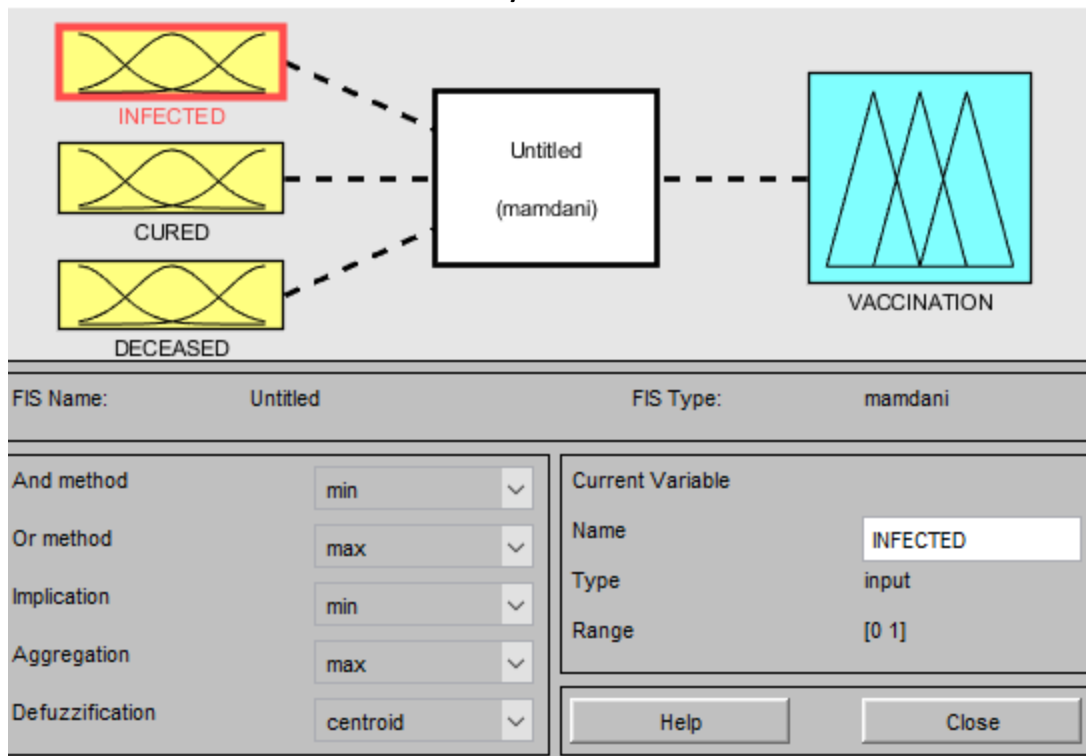 INFECTED
CURED
DECEASED
Untitled
(mamdani)
VACCINATION
FIS Name: Untitled FIS Type: mamdani
And method min
Or method max
Implication min
Aggregation max
Defuzzification centroid
Current Variable
Name INFECTED
Type input
Range [0 1]
Help Close